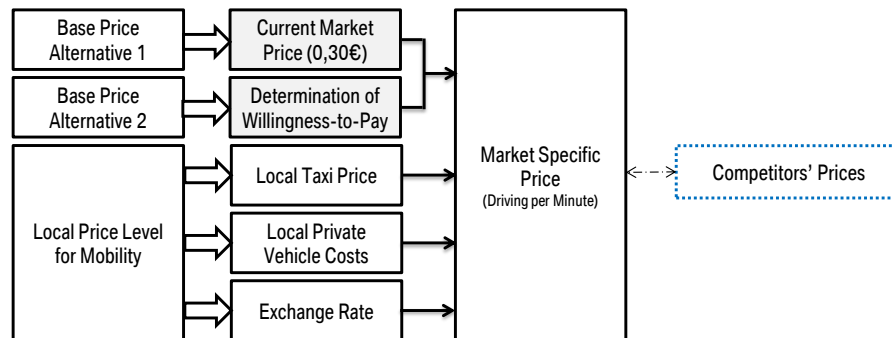 Base Price
Alternative 1
Current Market
Price (0,30€)
Base Price
Alternative 2
Determination of
Willingness-to-Pay
Local Price Level
for Mobility
Local Taxi Price
Local Private
Vehicle Costs
Exchange Rate
Market Specific
Price
(Driving per Minute)
Competitors' Prices